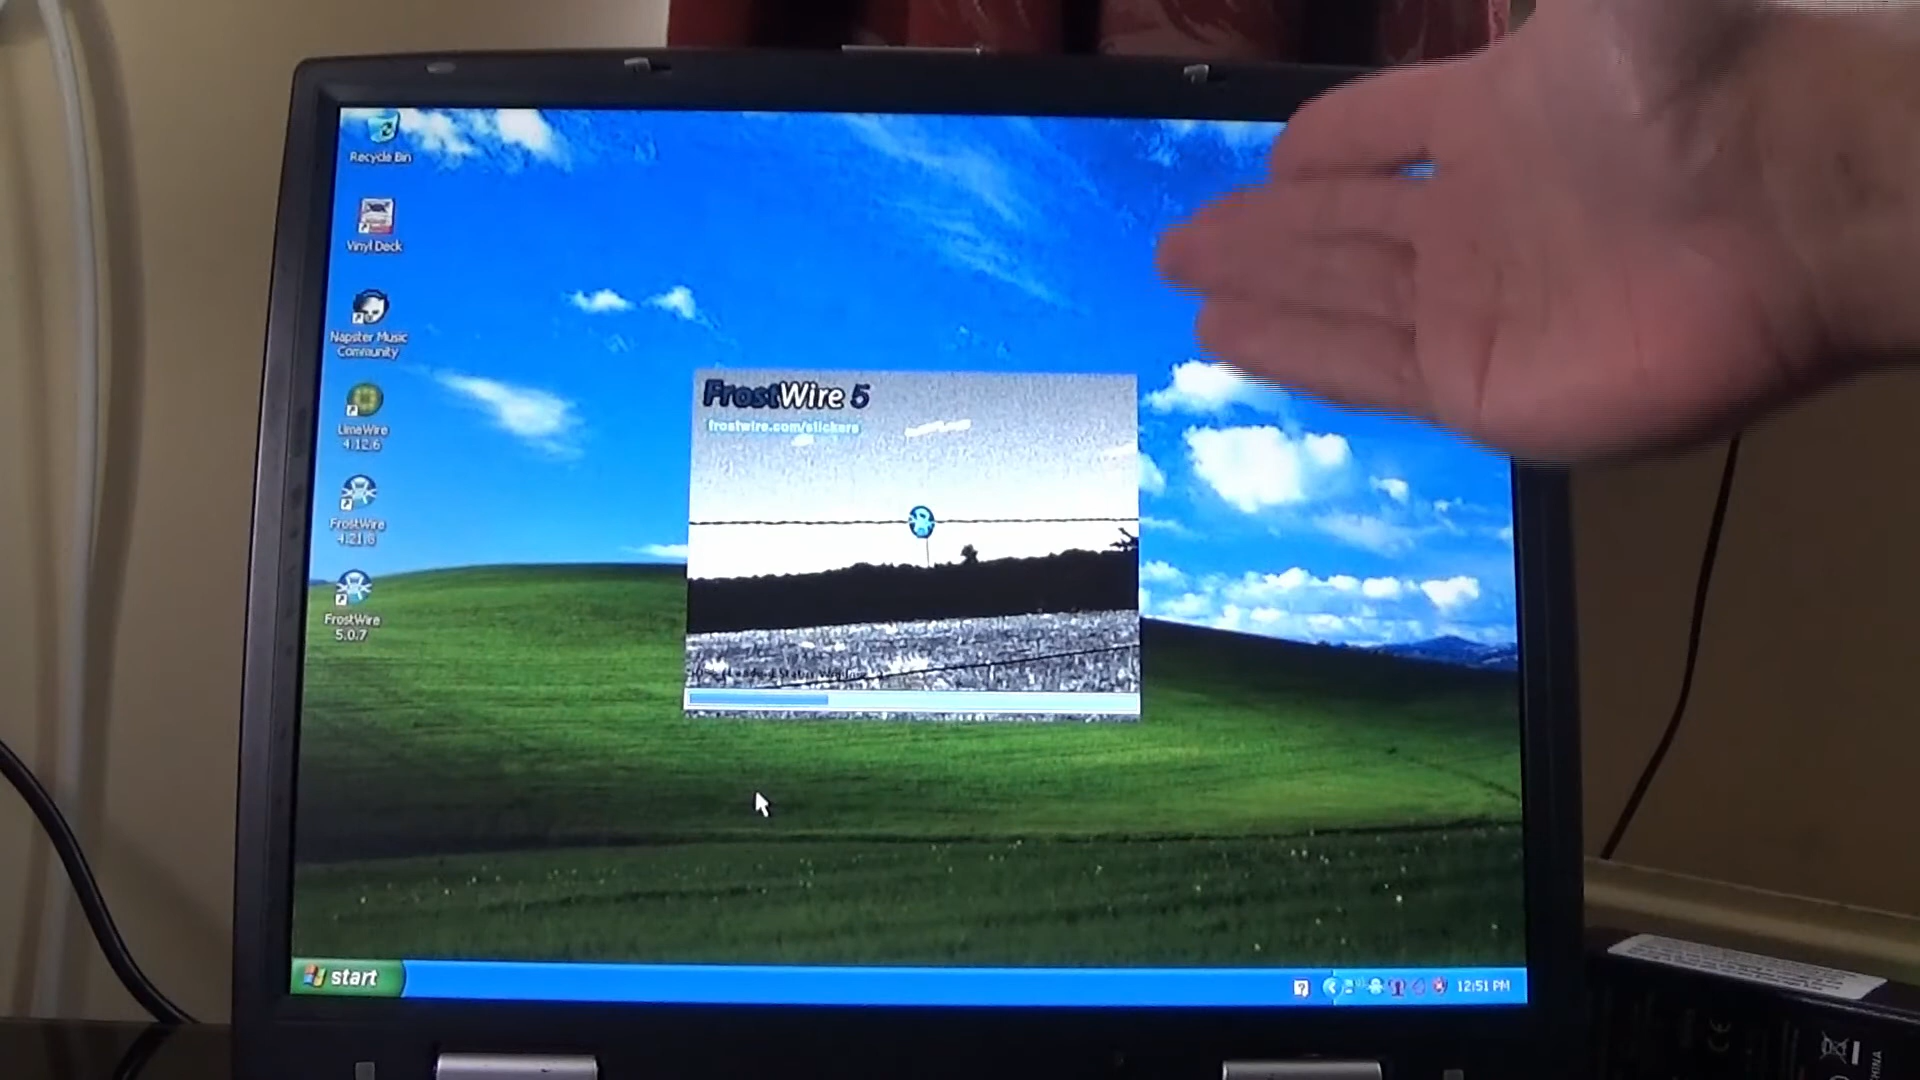 Recycle Bin
Vinyl Deck
Napster Music
Community
LimeWire
4.12.6
FrostWire
4.21.6
FrostWire
5.0.7
FrostWire 5
frostwire.com/stickers
start
12:51 PM